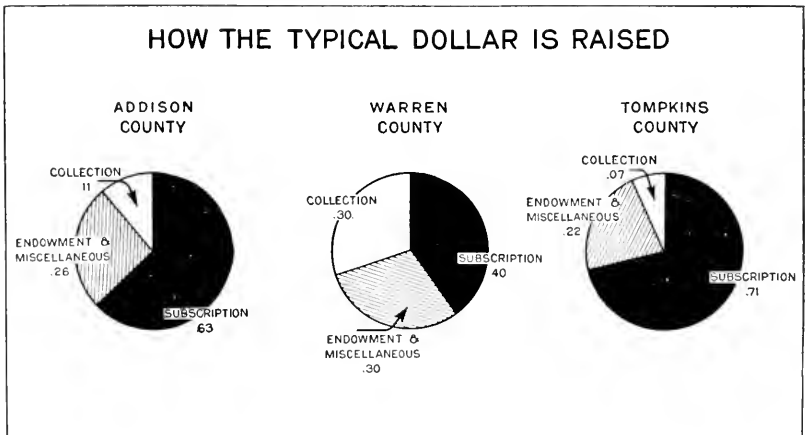 HOW THE TYPICAL DOLLAR IS RAISED
ADDISON
COUNTY
COLLECTION
11
ENDOWMENT &
MISCELLANEOUS
.26
SUBSCRIPTION
63
WARREN
COUNTY
COLLECTION
.30.
SUBSCRIPTION
40
ENDOWMENT &
MISCELLANEOUS
.30
TOMPKINS
COUNTY
COLLECTION
.07
ENDOWMENT &
MISCELLANEOUS
.22
SUBSCRIPTION
.71